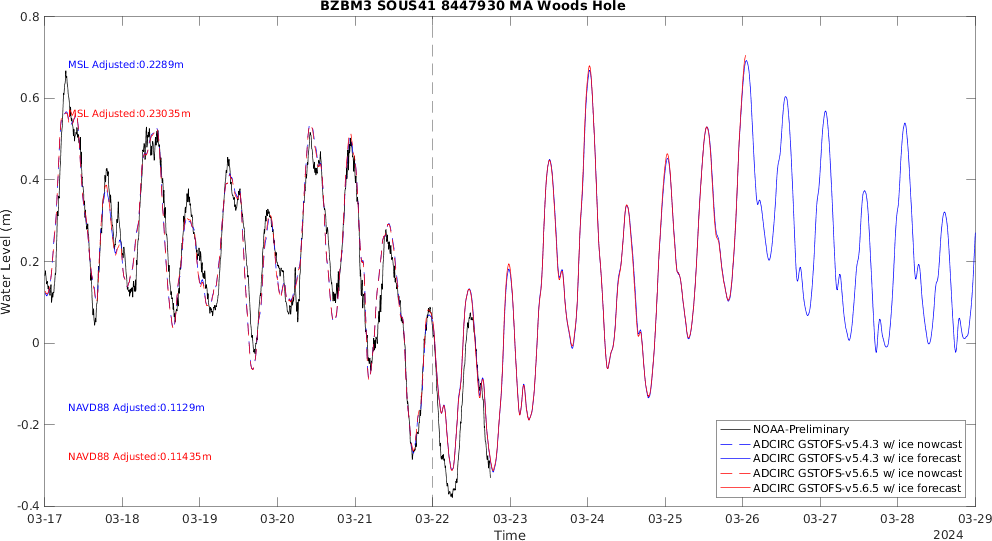 BZBM3 SOUS41 8447930 MA Woods Hole
0.8
0.6
0.4
0.2
0
-0.2
-0.4
Water Level (m)
MSL Adjusted:0.2289m
MSL Adjusted:0.23035m
NAVD88 Adjusted:0.1129m
NAVD88 Adjusted:0.11435m
NOAA-Preliminary
ADCIRC GSTOFS-v5.4.3 w/ ice nowcast
ADCIRC GSTOFS-v5.4.3 w/ ice forecast
ADCIRC GSTOFS-v5.6.5 w/ ice nowcast
ADCIRC GSTOFS-v5.6.5 w/ ice forecast
03-17 03-18 03-19 03-20 03-21 03-22 03-23 03-24 03-25 03-26 03-27 03-28 03-29
Time
2024